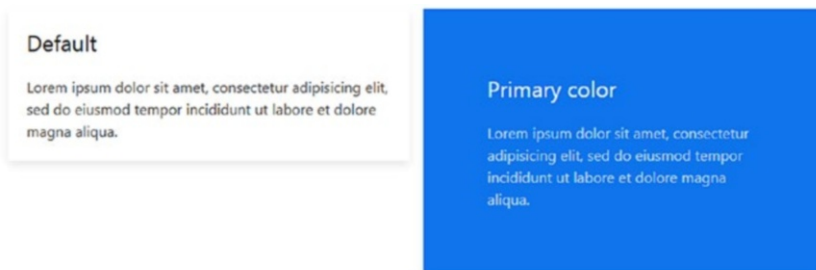 Default
Lorem ipsum dolor sit amet, consectetur adipisicing elit,
sed do eiusmod tempor incididunt ut labore et dolore
magna aliqua.
Primary color
Lorem ipsum dolor sit amet, consectetur
adipisicing elit, sed do eiusmod tempor
incididunt ut labore et dolore magna
aliqua.